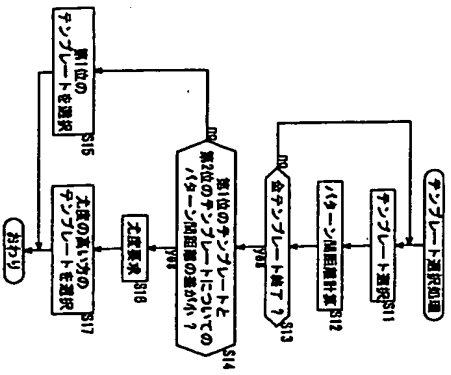 テンプレート選択処理
S11
テンプレート選択
S12
パターン間距離計算
S13
全テンプレート終了？
no
yes
S14
第1位のテンプレートと
第2位のテンプレートについての
パターン間距離の差が小？
no
yes
S15
第1位の
テンプレートを選択
S16
尤度要求
S17
尤度の高い方の
テンプレートを選択
おわり